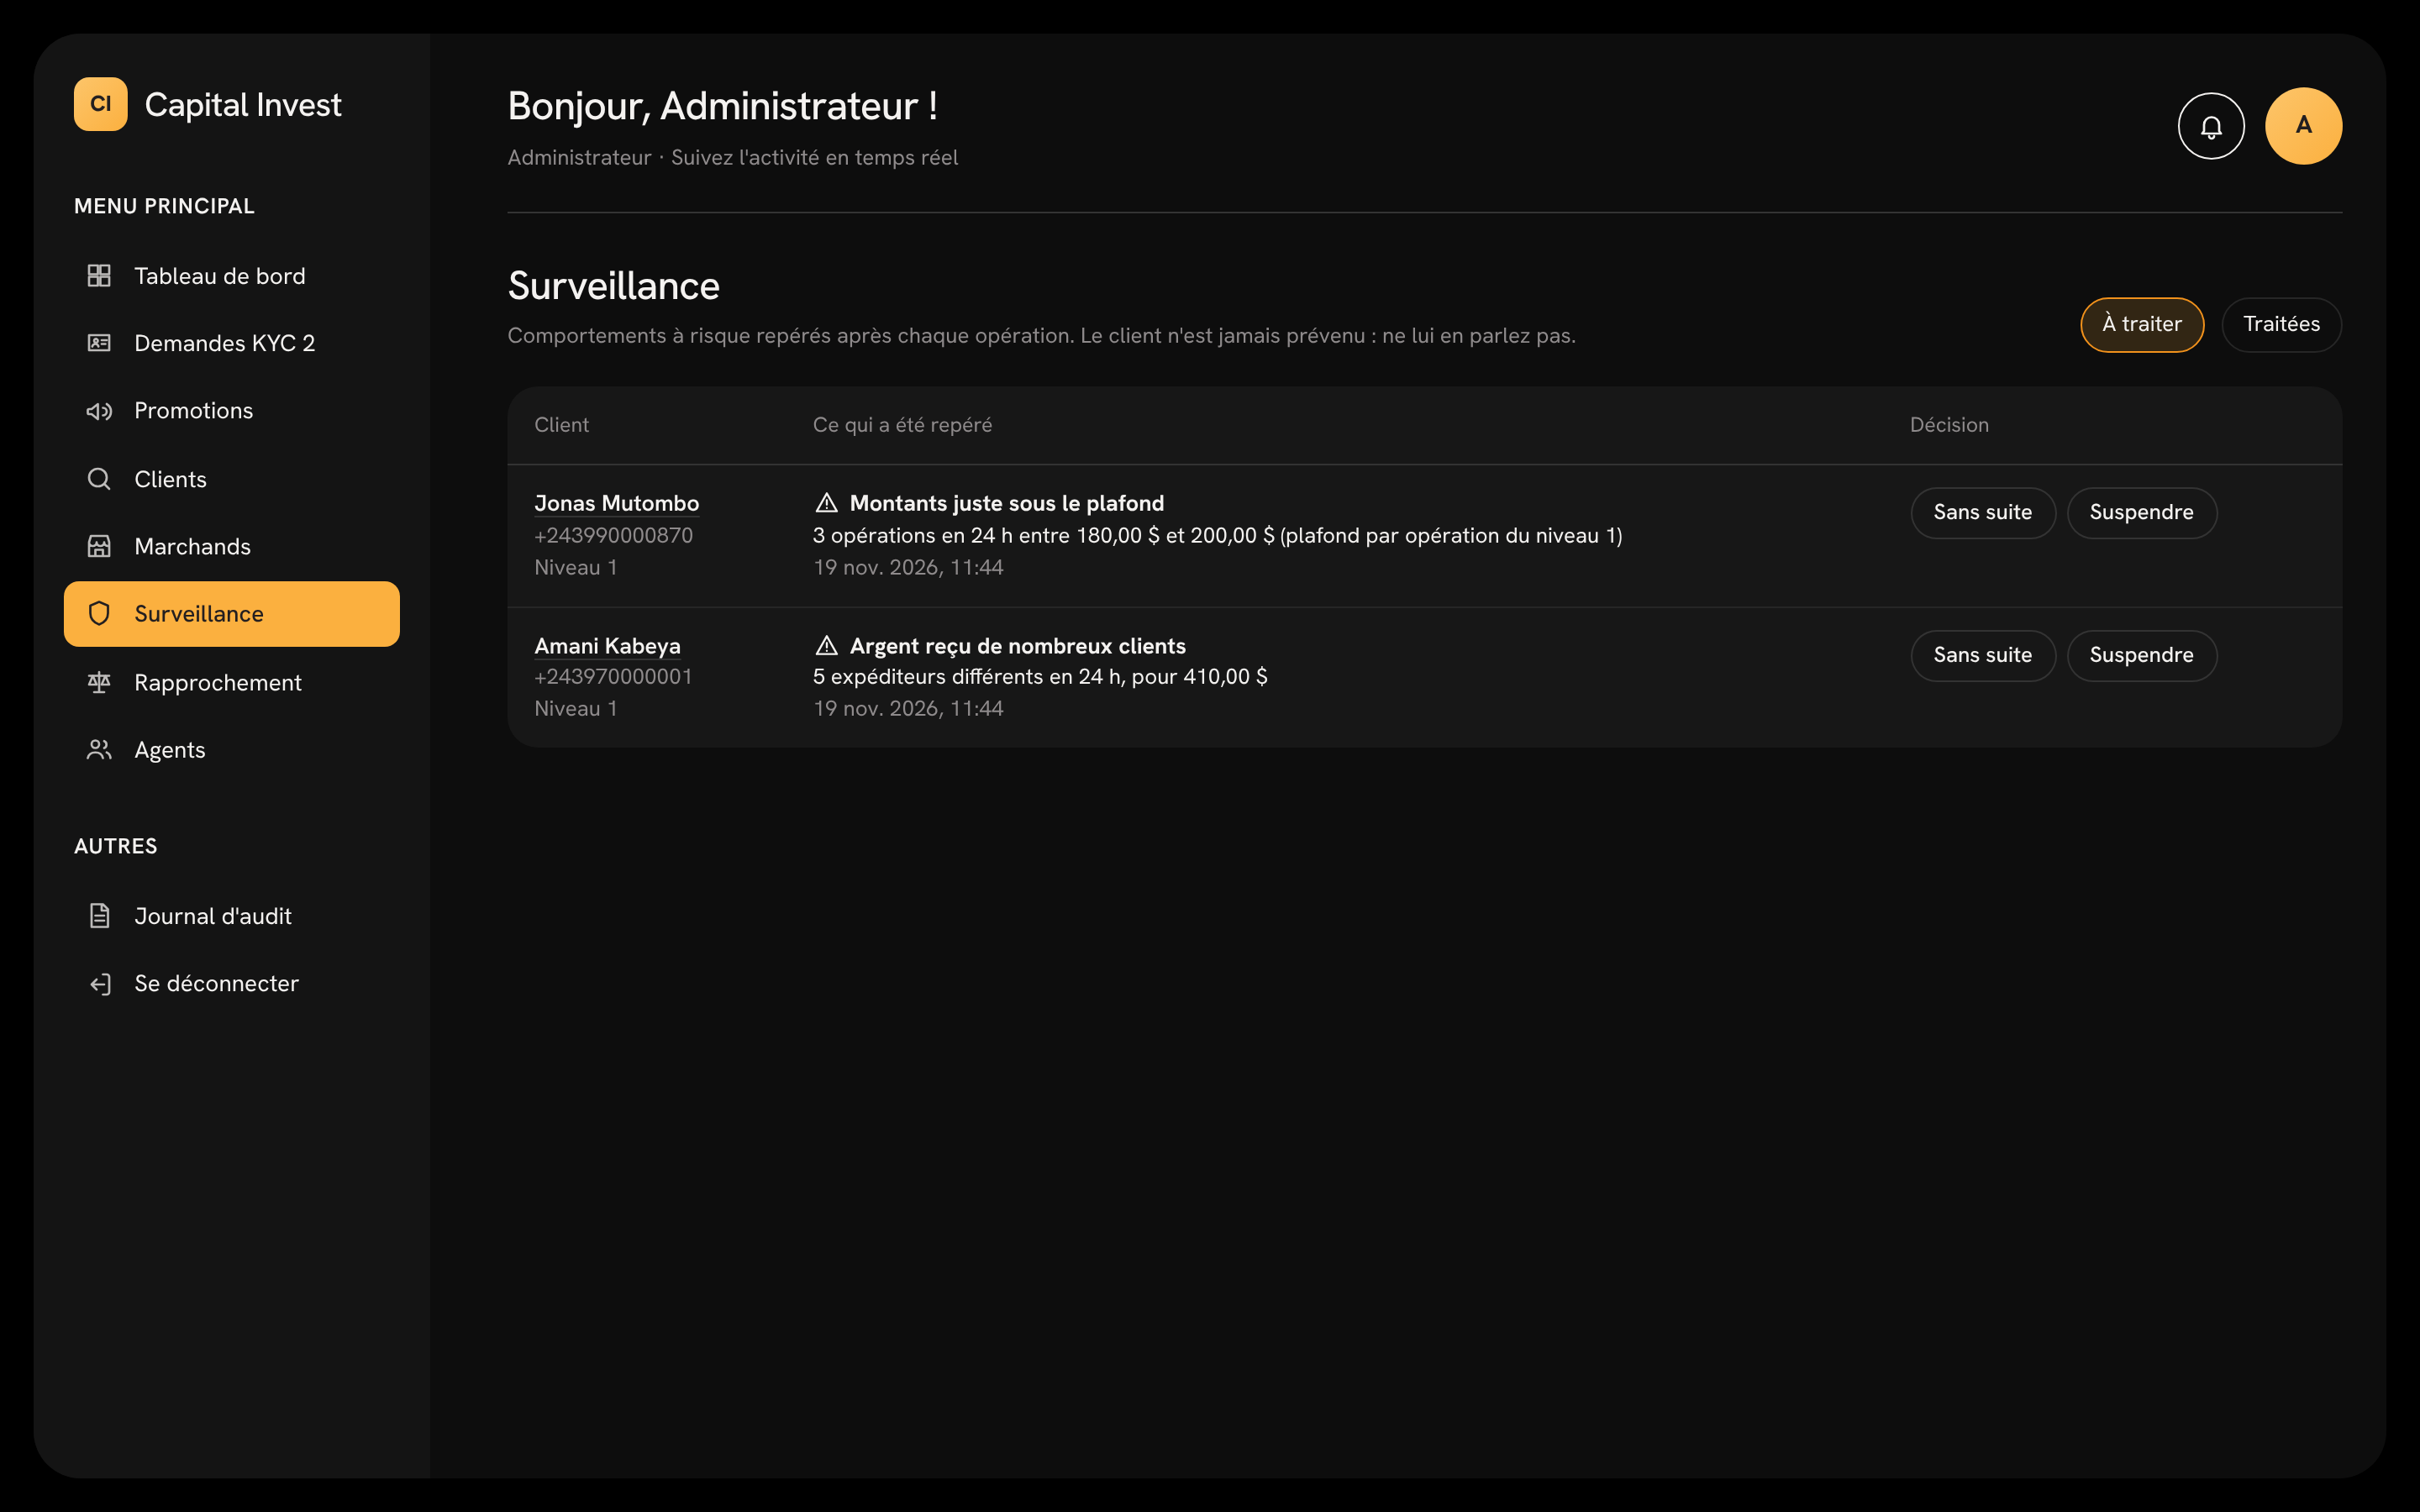 CI Capital Invest
MENU PRINCIPAL
Tableau de bord
Demandes KYC 2
Promotions
Clients
Marchands
Surveillance
Rapprochement
Agents
AUTRES
Journal d'audit
Se déconnecter
Bonjour, Administrateur !
Administrateur · Suivez l'activité en temps réel
A
Surveillance
Comportements à risque repérés après chaque opération. Le client n'est jamais prévenu : ne lui en parlez pas.
À traiter Traitées
Client Ce qui a été repéré Décision
Jonas Mutombo Montants juste sous le plafond Sans suite Suspendre
+243990000870 3 opérations en 24 h entre 180,00 $ et 200,00 $ (plafond par opération du niveau 1)
Niveau 1 19 nov. 2026, 11:44
Amani Kabeya Argent reçu de nombreux clients Sans suite Suspendre
+243970000001 5 expéditeurs différents en 24 h, pour 410,00 $
Niveau 1 19 nov. 2026, 11:44